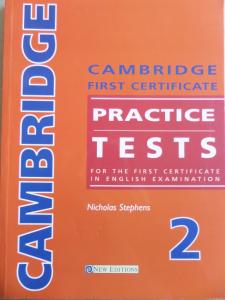 CAMBRIDGE
CAMBRIDGE
FIRST CERTIFICATE
PRACTICE
TESTS
FOR THE FIRST CERTIFICATE
IN ENGLISH EXAMINATION
Nicholas Stephens
2
NEW EDITIONS